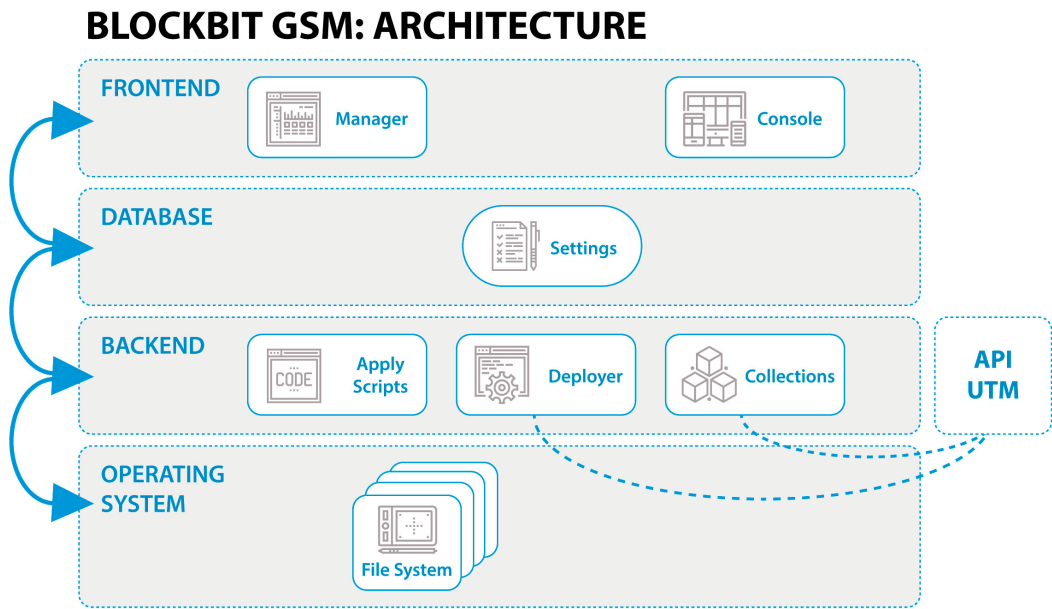 BLOCKBIT GSM: ARCHITECTURE
FRONTEND
Manager
Console
DATABASE
Settings
BACKEND
Apply
Scripts
CODE
Deployer
Collections
API
UTM
OPERATING
SYSTEM
File System